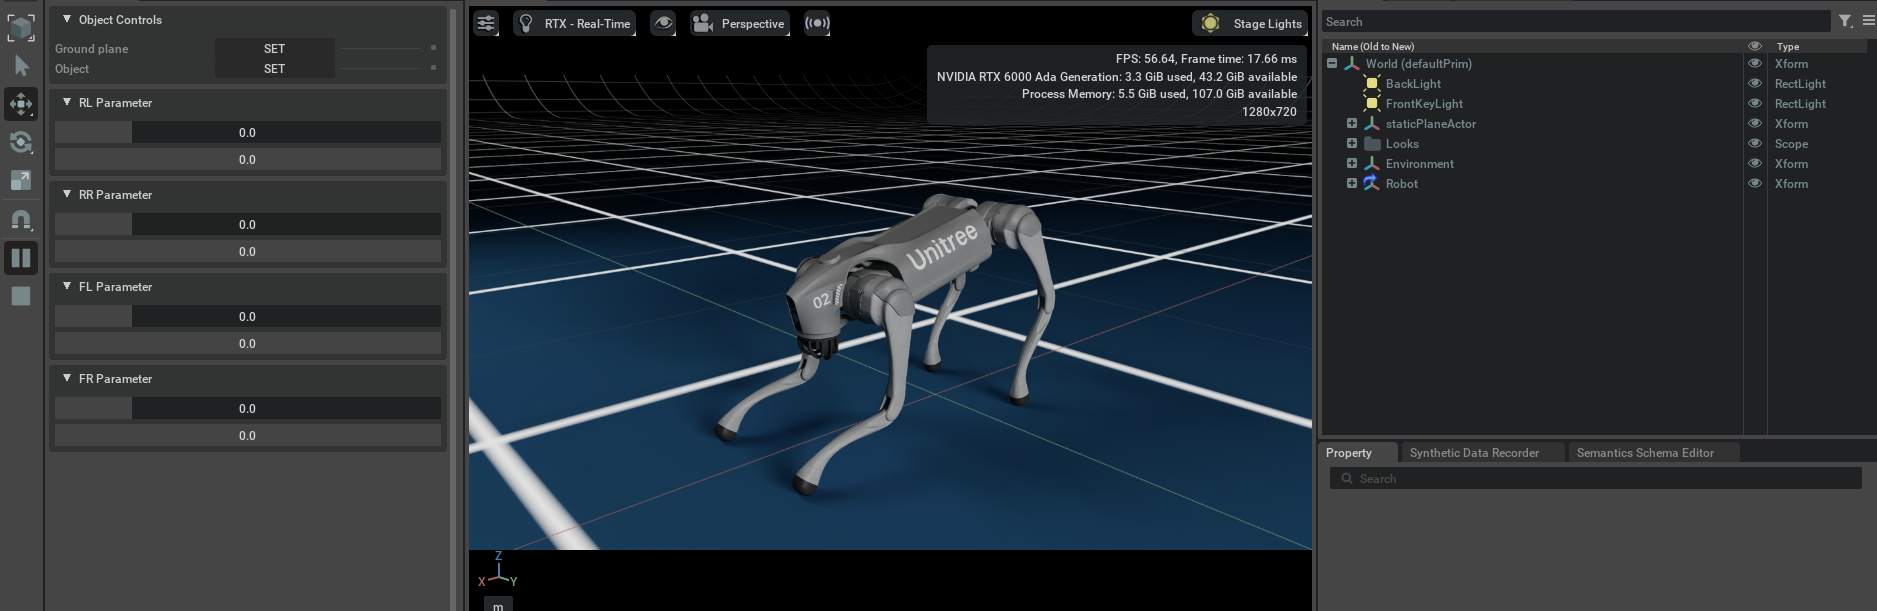 Object Controls
Ground plane SET
Object SET
RL Parameter
0.0
0.0
RR Parameter
0.0
0.0
FL Parameter
0.0
0.0
FR Parameter
0.0
0.0
RTX - Real-Time Perspective Stage Lights
FPS: 56.64, Frame time: 17.66 ms
NVIDIA RTX 6000 Ada Generation: 3.3 GiB used, 43.2 GiB available
Process Memory: 5.5 GiB used, 107.0 GiB available
1280x720
Unitree
02
Z
X Y
m
Search
Name (Old to New) Type
World (defaultPrim) Xform
BackLight RectLight
FrontKeyLight RectLight
staticPlaneActor Xform
Looks Scope
Environment Xform
Robot Xform
Property Synthetic Data Recorder Semantics Schema Editor
Search